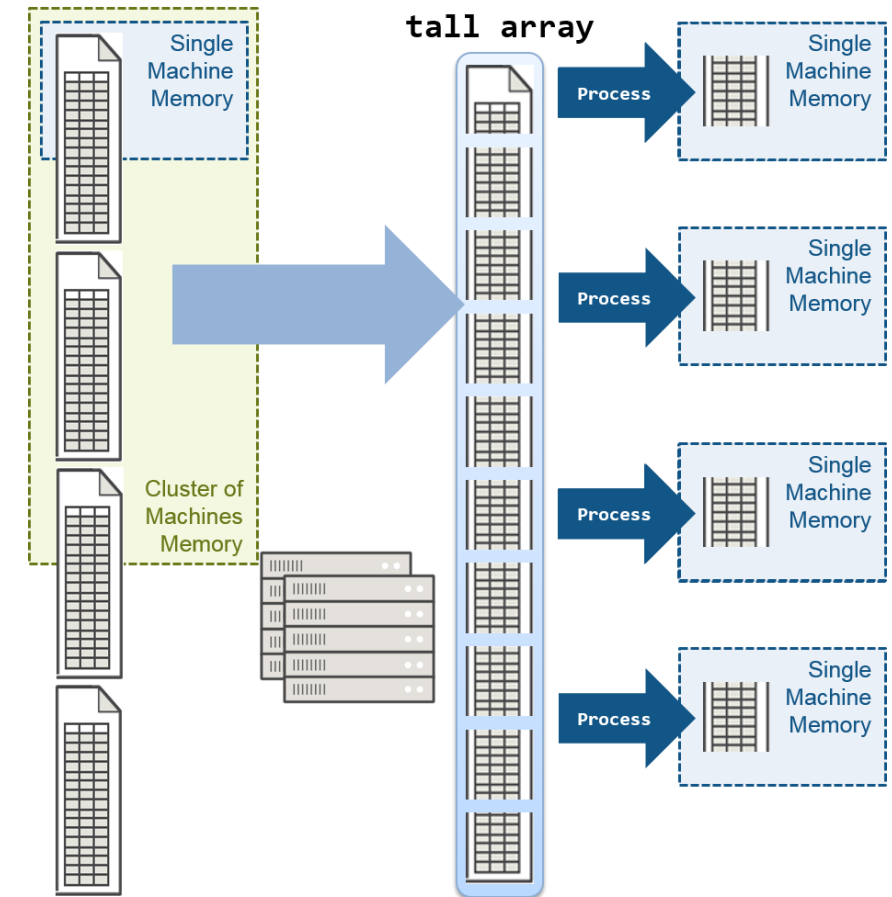 tall array
Single
Machine
Memory
Cluster of
Machines
Memory
Process
Single
Machine
Memory
Process
Single
Machine
Memory
Process
Single
Machine
Memory
Process
Single
Machine
Memory